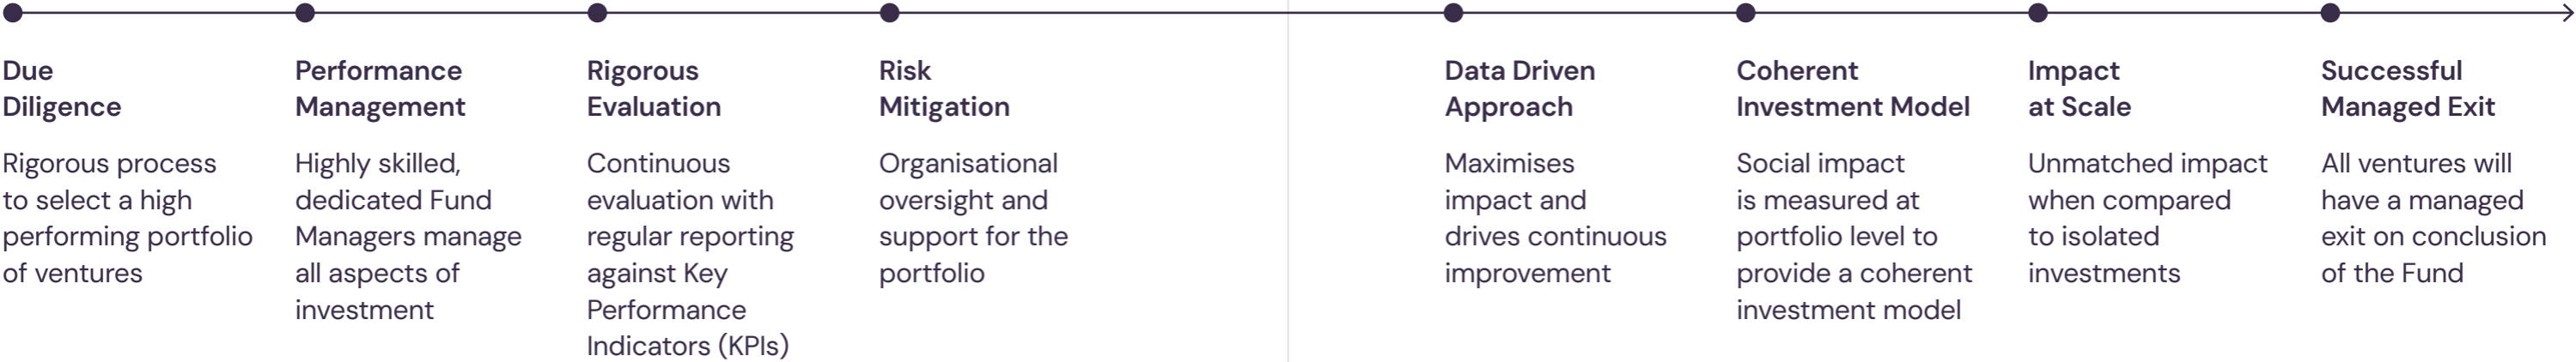 Due
Diligence
Rigorous process
to select a high
performing portfolio
of ventures
Performance
Management
Highly skilled,
dedicated Fund
Managers manage
all aspects of
investment
Rigorous
Evaluation
Continuous
evaluation with
regular reporting
against Key
Performance
Indicators (KPIs)
Risk
Mitigation
Organisational
oversight and
support for the
portfolio
Data Driven
Approach
Maximises
impact and
drives continuous
improvement
Coherent
Investment Model
Social impact
is measured at
portfolio level to
provide a coherent
investment model
Impact
at Scale
Unmatched impact
when compared
to isolated
investments
Successful
Managed Exit
All ventures will
have a managed
exit on conclusion
of the Fund